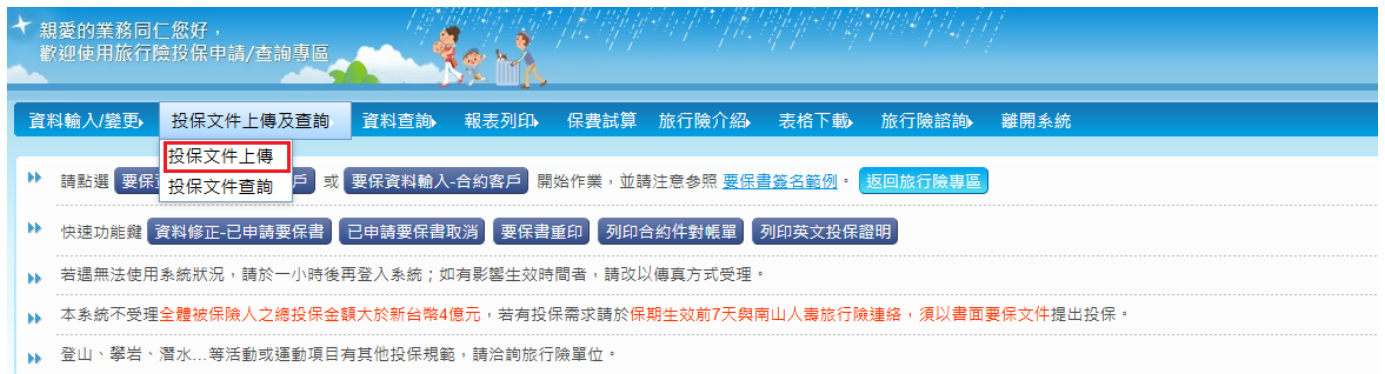 親愛的業務同仁您好，
歡迎使用旅行險投保申請/查詢專區
資料輸入/變更 投保文件上傳及查詢 資料查詢 報表列印 保費試算 旅行險介紹 表格下載 旅行險諮詢 離開系統
投保文件上傳
投保文件查詢
請點選 要保 戶 或 要保資料輸入-合約客戶 開始作業，並請注意參照 要保書簽名範例。 返回旅行險專區
快速功能鍵 資料修正-已申請要保書 已申請要保書取消 要保書重印 列印合約件對帳單 列印英文投保證明
若遇無法使用系統狀況，請於一小時後再登入系統；如有影響生效時間者，請改以傳真方式受理。
本系統不受理全體被保險人之總投保金額大於新台幣4億元，若有投保需求請於保期生效前7天與南山人壽旅行險連絡，須以書面要保文件提出投保。
登山、攀岩、潛水...等活動或運動項目有其他投保規範，請洽詢旅行險單位。